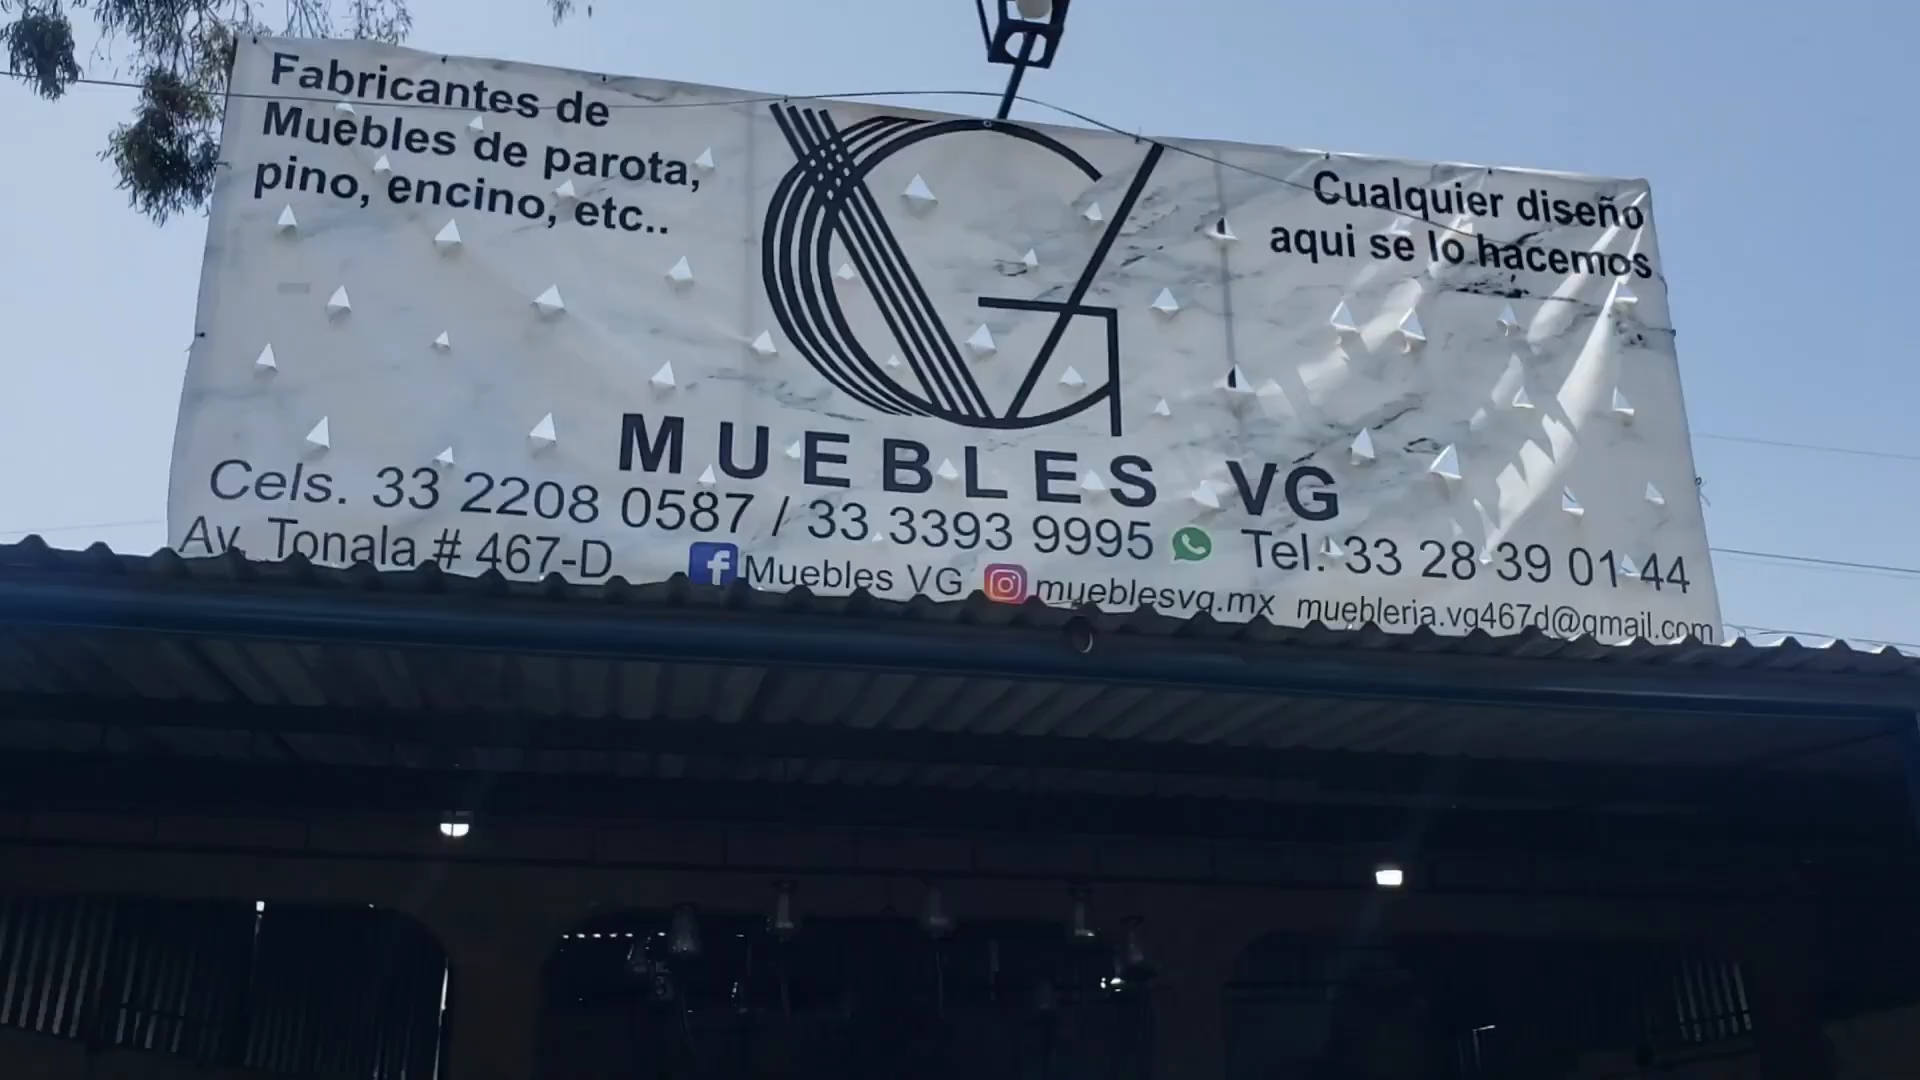 Fabricantes de
Muebles de parota,
pino, encino, etc..
Cualquier diseño
aqui se lo hacemos
VG
MUEBLES VG
Cels. 33 2208 0587 / 33 3393 9995 Tel. 33 28 39 01 44
Av. Tonala # 467-D Muebles VG mueblesvg.mx muebleria.vg467d@gmail.com